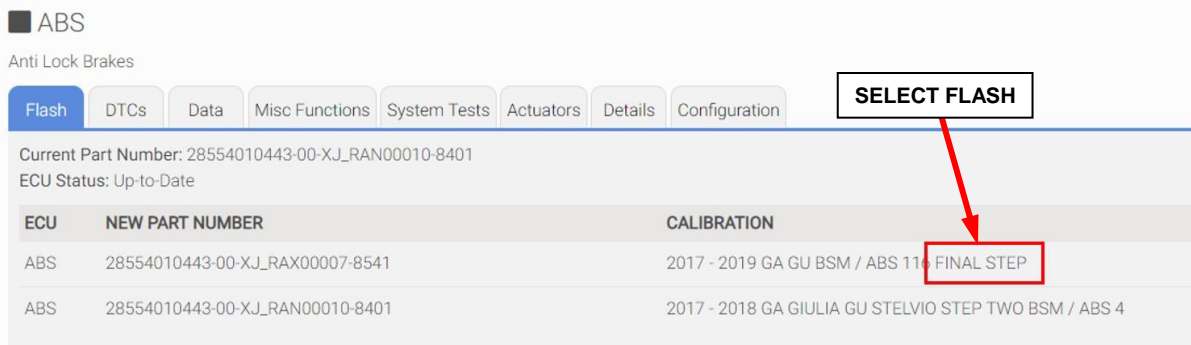 ABS
Anti Lock Brakes
Flash DTCs Data Misc Functions System Tests Actuators Details Configuration
SELECT FLASH
Current Part Number: 28554010443-00-XJ_RAN00010-8401
ECU Status: Up-to-Date
ECU NEW PART NUMBER CALIBRATION
ABS 28554010443-00-XJ_RAX00007-8541 2017 - 2019 GA GU BSM / ABS 116 FINAL STEP
ABS 28554010443-00-XJ_RAN00010-8401 2017 - 2018 GA GIULIA GU STELVIO STEP TWO BSM / ABS 4